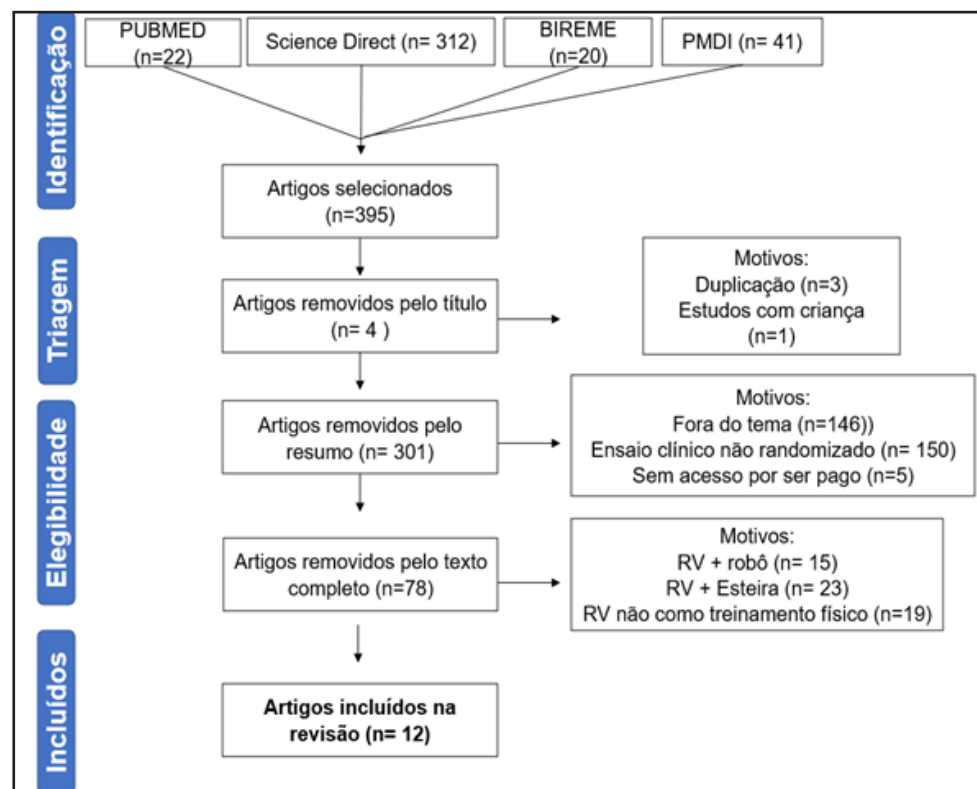 Identificação
PUBMED
(n=22)
Science Direct (n= 312)
BIREME
(n=20)
PMDI (n= 41)
Artigos selecionados
(n=395)
Triagem
Artigos removidos pelo título
(n= 4 )
Motivos:
Duplicação (n=3)
Estudos com criança
(n=1)
Elegibilidade
Artigos removidos pelo
resumo (n= 301)
Motivos:
Fora do tema (n=146))
Ensaio clínico não randomizado (n= 150)
Sem acesso por ser pago (n=5)
Artigos removidos pelo texto
completo (n=78)
Motivos:
RV + robô (n= 15)
RV + Esteira (n= 23)
RV não como treinamento físico (n=19)
Incluídos
Artigos incluídos na
revisão (n= 12)